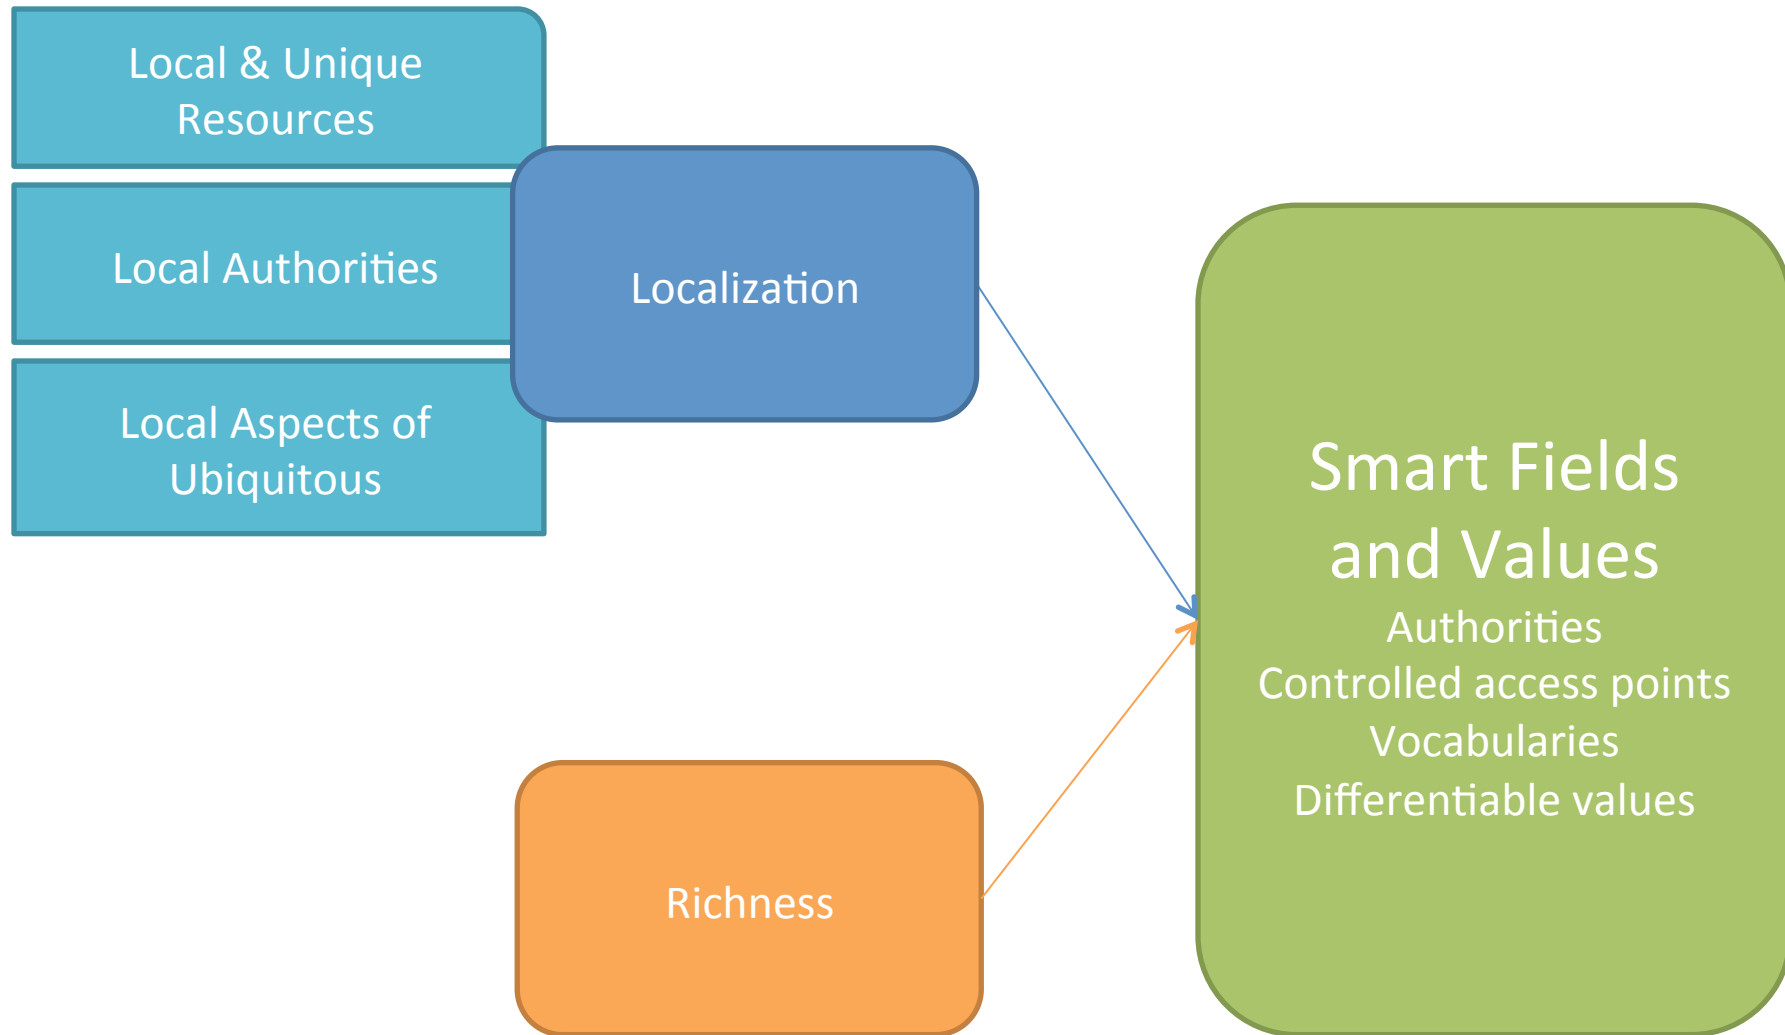 Local & Unique
Resources
Local Authorities
Local Aspects of
Ubiquitous
Localization
Richness
Smart Fields
and Values
Authorities
Controlled access points
Vocabularies
Differentiable values